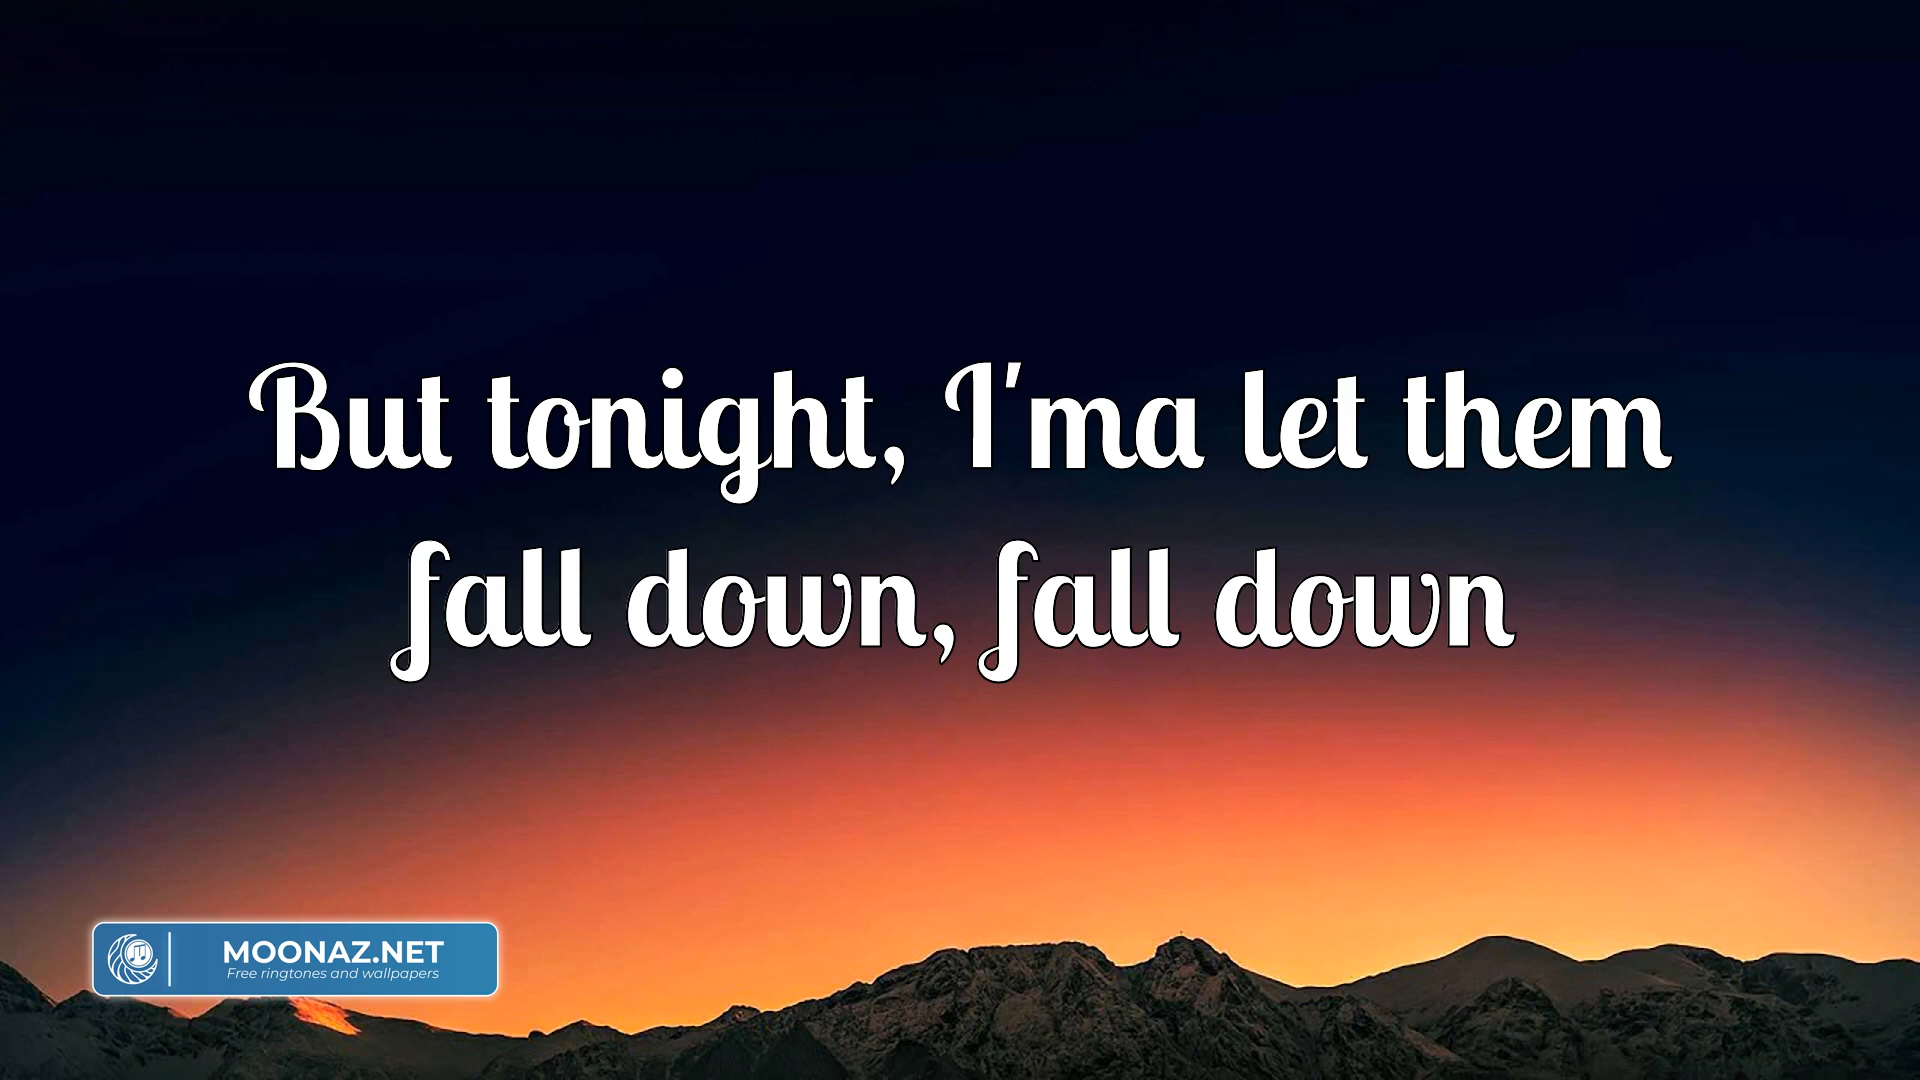 But tonight, I'ma let them
fall down, fall down
MOONAZ.NET
Free ringtones and wallpapers